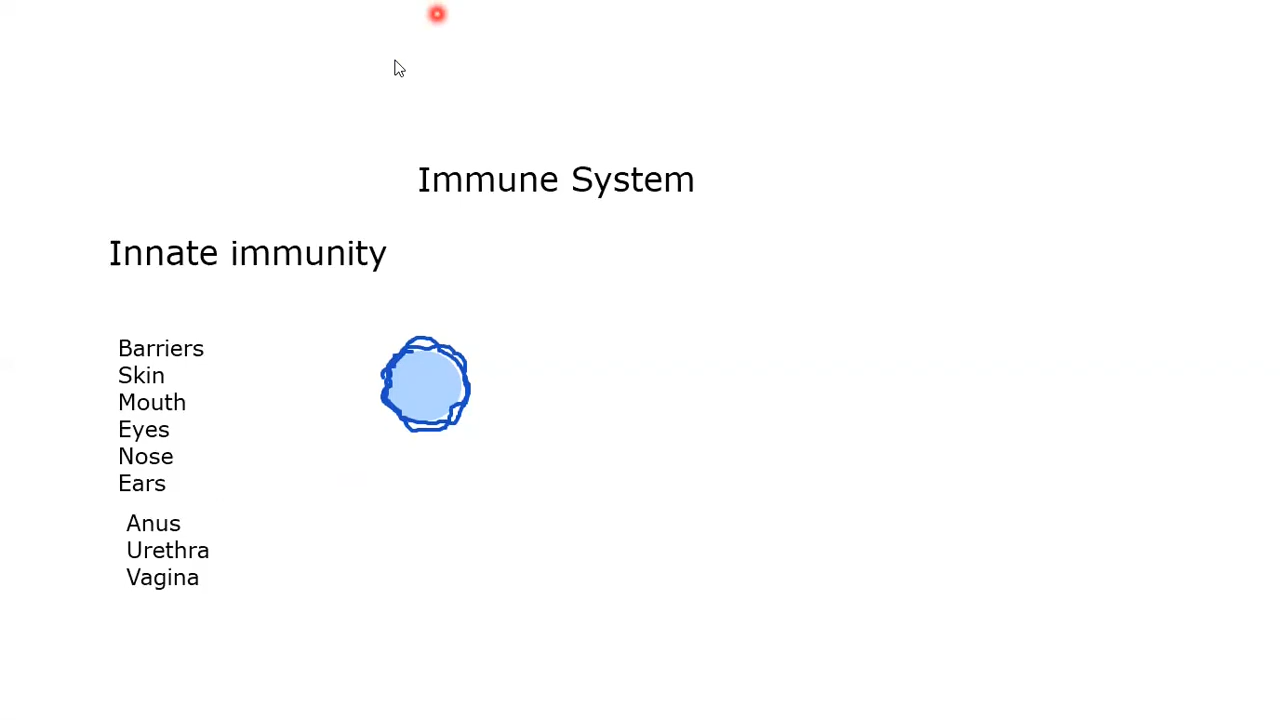 Immune System
Innate immunity
Barriers
Skin
Mouth
Eyes
Nose
Ears
Anus
Urethra
Vagina